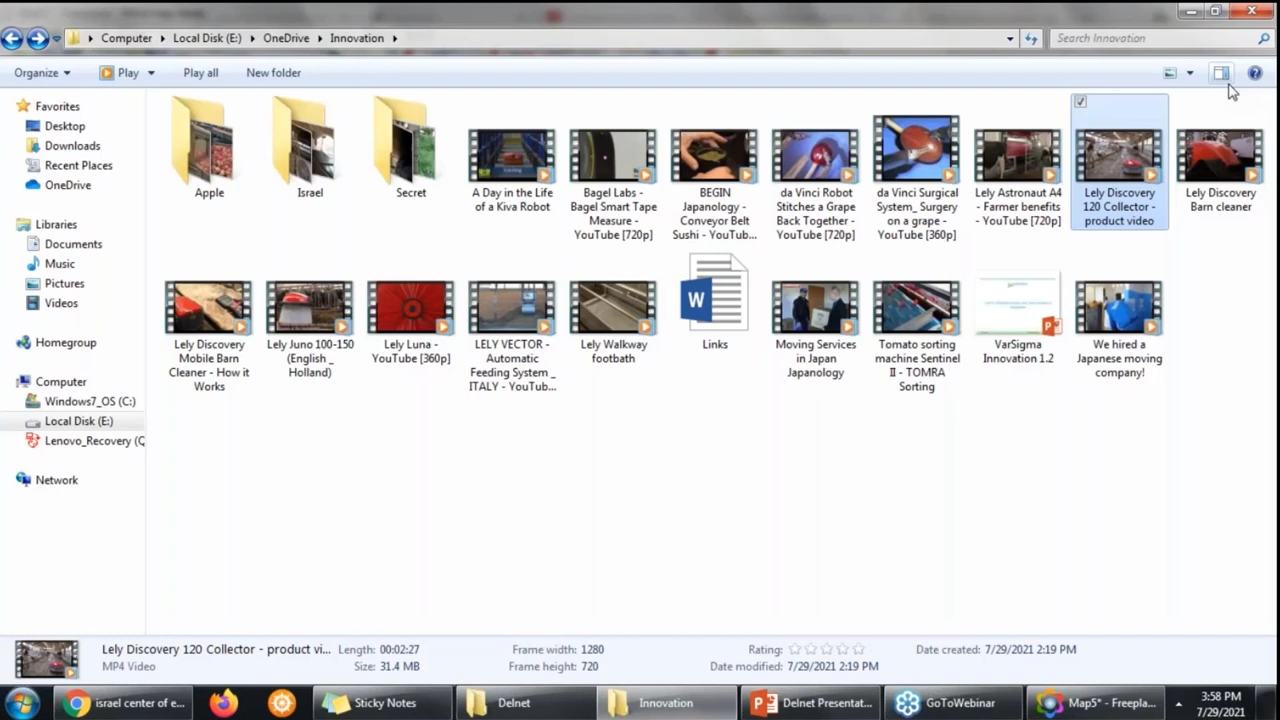 Computer Local Disk (E:) OneDrive Innovation
Search Innovation
Organize Play Play all New folder
Favorites
Desktop
Downloads
Recent Places
OneDrive
Libraries
Documents
Music
Pictures
Videos
Homegroup
Computer
Windows7_OS (C:)
Local Disk (E:)
Lenovo_Recovery (Q
Network
Apple
Israel
Secret
A Day in the Life
of a Kiva Robot
Bagel Labs -
Bagel Smart Tape
Measure -
YouTube [720p]
BEGIN
Japanology -
Conveyor Belt
Sushi - YouTub...
da Vinci Robot
Stitches a Grape
Back Together -
YouTube [720p]
da Vinci Surgical
System_ Surgery
on a grape -
YouTube [360p]
Lely Astronaut A4
- Farmer benefits
- YouTube [720p]
Lely Discovery
120 Collector -
product video
Lely Discovery
Barn cleaner
Lely Discovery
Mobile Barn
Cleaner - How it
Works
Lely Juno 100-150
(English _
Holland)
Lely Luna -
YouTube [360p]
LELY VECTOR -
Automatic
Feeding System _
ITALY - YouTub...
Lely Walkway
footbath
W
Links
Moving Services
in Japan
Japanology
Tomato sorting
machine Sentinel
II - TOMRA
Sorting
VarSigma
Innovation 1.2
We hired a
Japanese moving
company!
Lely Discovery 120 Collector - product vi...
MP4 Video
Length: 00:02:27
Size: 31.4 MB
Frame width: 1280
Frame height: 720
Rating:
Date modified: 7/29/2021 2:19 PM
Date created: 7/29/2021 2:19 PM
israel center of e...
Sticky Notes
Delnet
Innovation
Delnet Presentat...
GoToWebinar
Map5* - Freepla...
3:58 PM
7/29/2021